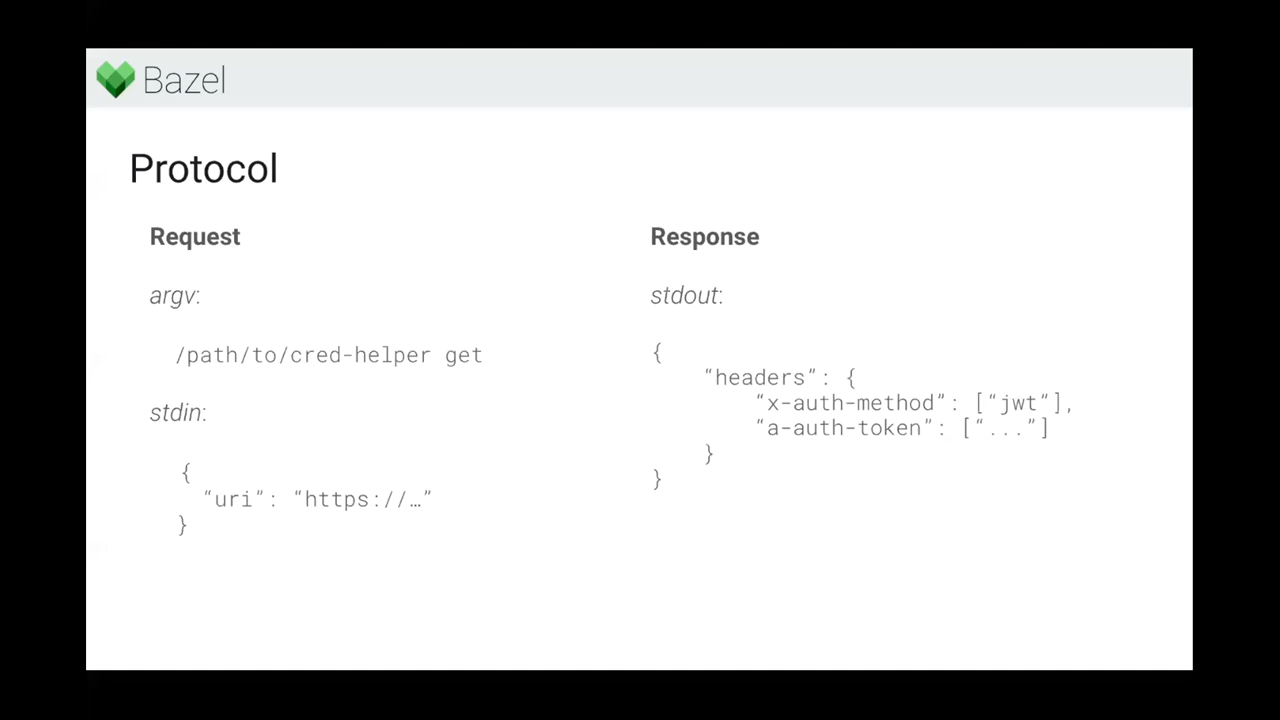 Bazel
Protocol
Request
argv:
/path/to/cred-helper get
stdin:
{
“uri”: “https://…”
}
Response
stdout:
{
“headers”: {
“x-auth-method”: [“jwt”],
“a-auth-token”: [“...”]
}
}